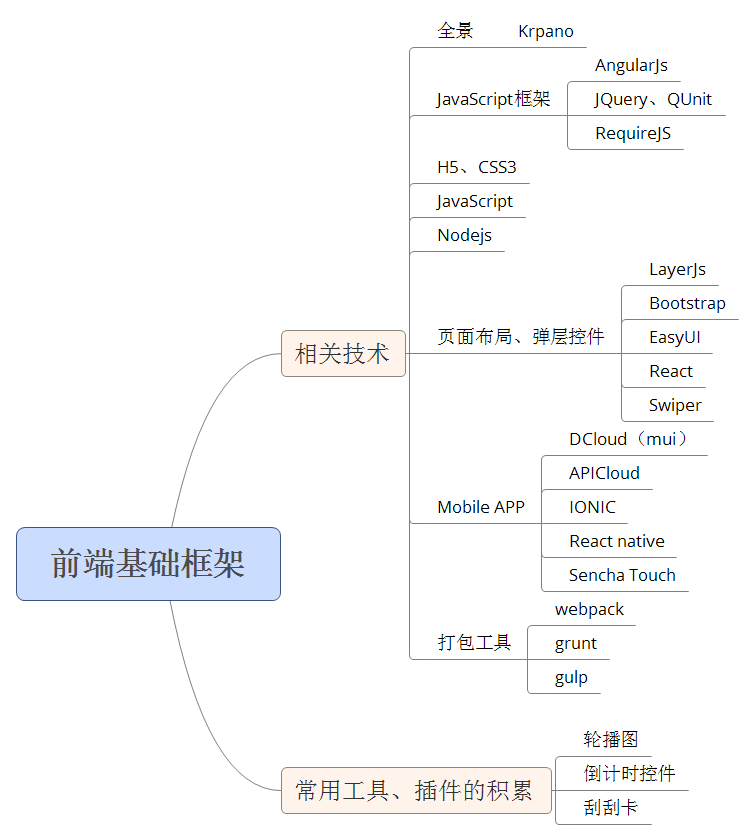 全景 Krpano
AngularJs
JavaScript框架
JQuery、QUnit
RequireJS
H5、CSS3
JavaScript
Nodejs
LayerJs
Bootstrap
页面布局、弹层控件
EasyUI
相关技术
React
Swiper
DCloud（mui）
APICloud
Mobile APP
IONIC
React native
前端基础框架
Sencha Touch
webpack
打包工具
grunt
gulp
轮播图
常用工具、插件的积累
倒计时控件
刮刮卡